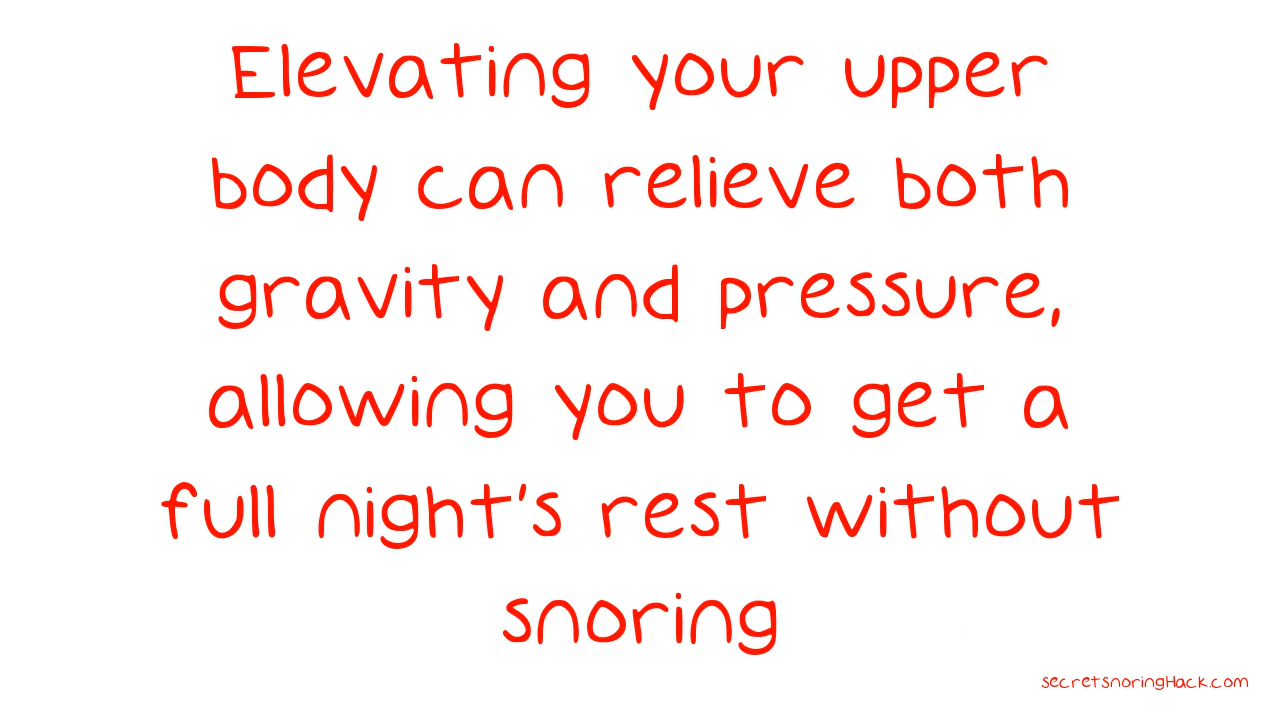 Elevating your upper
body can relieve both
gravity and pressure,
allowing you to get a
full night's rest without
snoring
secretsnoringHack.com